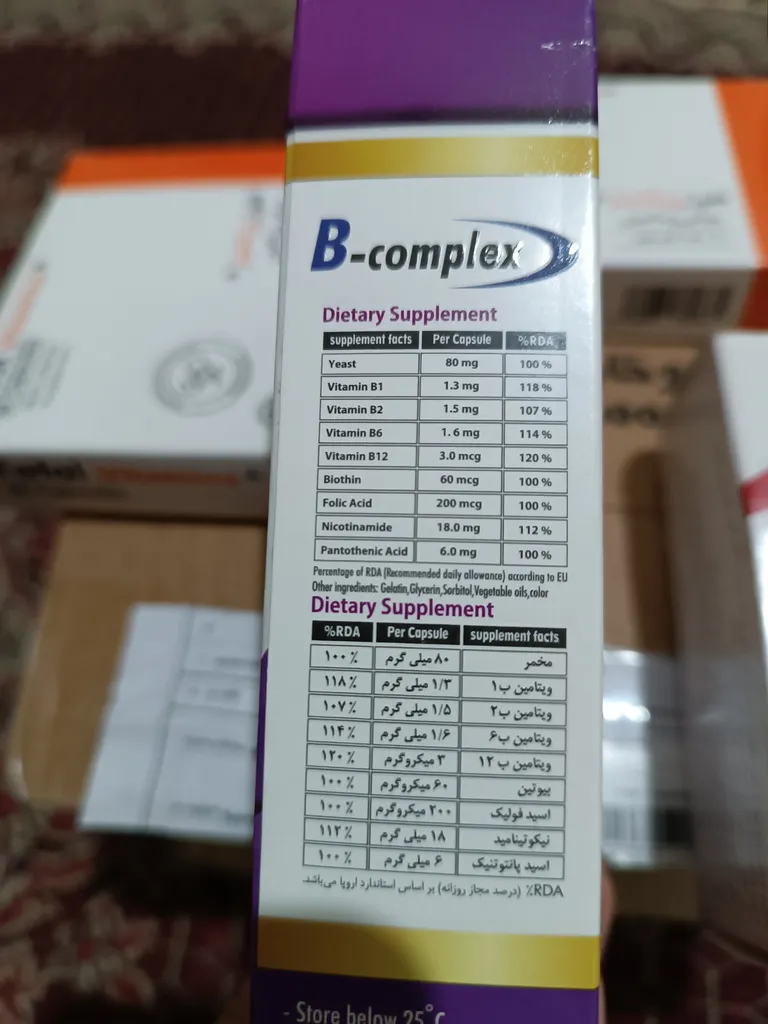 B-complex
Dietary Supplement
supplement facts Per Capsule %RDA
Yeast 80 mg 100 %
Vitamin B1 1.3 mg 118 %
Vitamin B2 1.5 mg 107 %
Vitamin B6 1. 6 mg 114 %
Vitamin B12 3.0 mcg 120 %
Biothin 60 mcg 100 %
Folic Acid 200 mcg 100 %
Nicotinamide 18.0 mg 112 %
Pantothenic Acid 6.0 mg 100 %
Percentage of RDA (Recommended daily allowance) according to EU
Other ingredients: Gelatin,Glycerin,Sorbitol,Vegetable oils,color
Dietary Supplement
%RDA Per Capsule supplement facts
مخمر ۸۰ میلی گرم ۱۰۰ %
ویتامین ب۱ ۱/۳ میلی گرم ۱۱۸ %
ویتامین ب۲ ۱/۵ میلی گرم ۱۰۷ %
ویتامین ب۶ ۱/۶ میلی گرم ۱۱۴ %
ویتامین ب ۱۲ ۳ میکروگرم ۱۲۰ %
بیوتین ۶۰ میکروگرم ۱۰۰ %
اسید فولیک ۲۰۰ میکروگرم ۱۰۰ %
نیکوتینامید ۱۸ میلی گرم ۱۱۲ %
اسید پانتوتنیک ۶ میلی گرم ۱۰۰ %
%RDA (درصد مجاز روزانه) بر اساس استاندارد اروپا می‌باشد.
- Store below 25°C